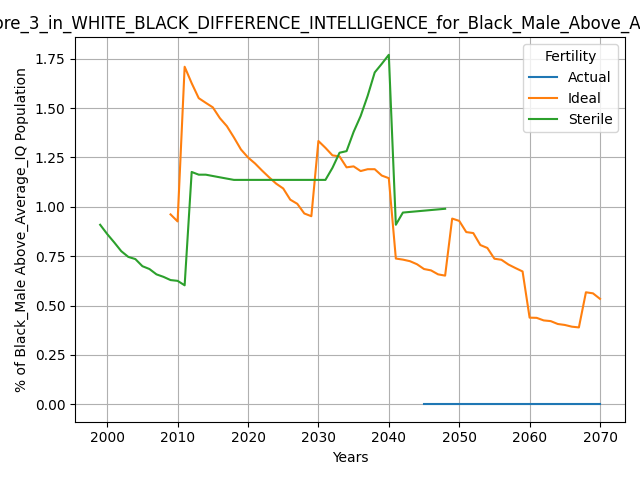 ore_3_in_WHITE_BLACK_DIFFERENCE_INTELLIGENCE_for_Black_Male_Above_A
Fertility
Actual
Ideal
Sterile
% of Black_Male Above_Average_IQ Population
1.75
1.50
1.25
1.00
0.75
0.50
0.25
0.00
2000 2010 2020 2030 2040 2050 2060 2070
Years